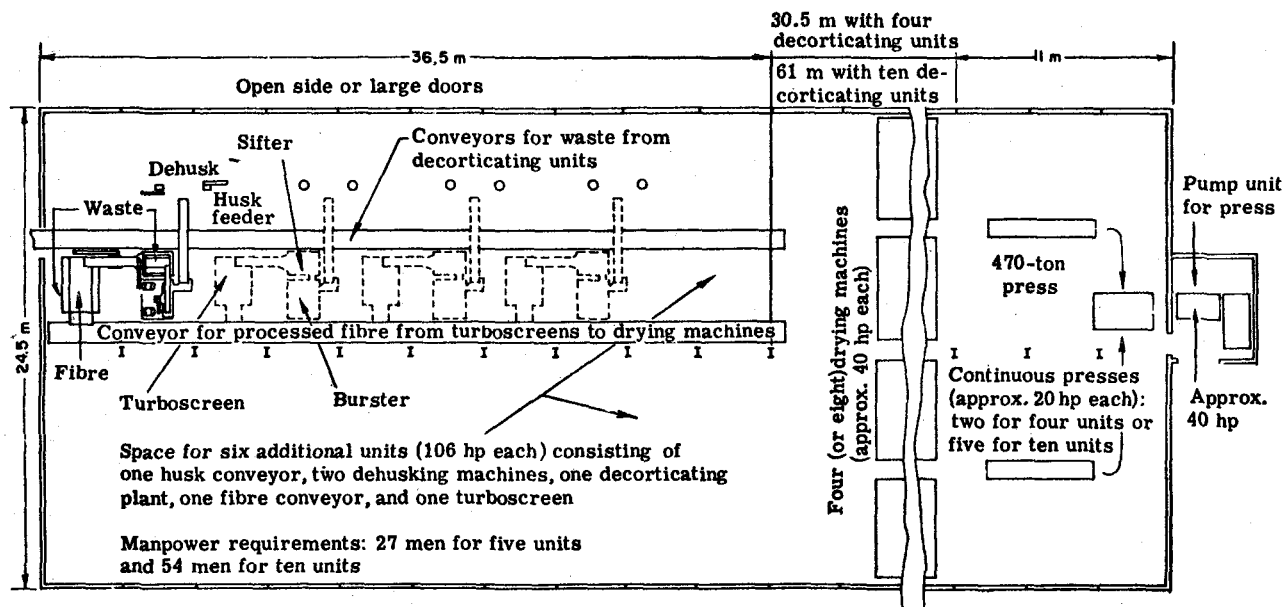 30.5 m with four
decorticating units
36,5 m
11 m
61 m with ten de-
corticating units
Open side or large doors
Sifter
Conveyors for waste from
decorticating units
Dehusk
Husk
feeder
Waste
Pump unit
for press
470-ton
press
24.5 m
Conveyor for processed fibre from turboscreens to drying machines
Fibre
Turboscreen
Burster
Four (or eight) drying machines
(approx. 40 hp each)
Continuous presses
(approx. 20 hp each):
two for four units or
five for ten units
Approx.
40 hp
Space for six additional units (106 hp each) consisting of
one husk conveyor, two dehusking machines, one decorticating
plant, one fibre conveyor, and one turboscreen
Manpower requirements: 27 men for five units
and 54 men for ten units